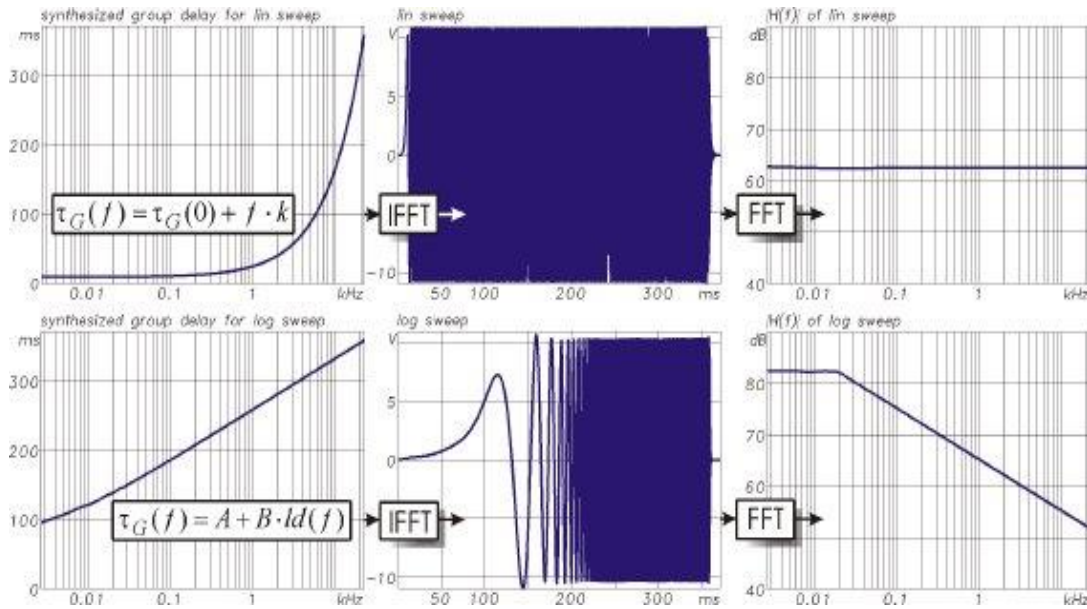 synthesized group delay for lin sweep
ms
300
200
100
0
0.01 0.1 1 kHz
τG(f) = τG(0) + f · k
IFFT
lin sweep
V
5
0
-10
50 100 200 300 ms
FFT
|H(f)| of lin sweep
dB
80
70
60
50
40
0.01 0.1 1 kHz
synthesized group delay for log sweep
ms
300
200
100
0
0.01 0.1 1 kHz
τG(f) = A + B · ld(f)
IFFT
log sweep
V
5
0
-10
50 100 200 300 ms
FFT
|H(f)| of log sweep
dB
80
70
60
50
40
0.01 0.1 1 kHz